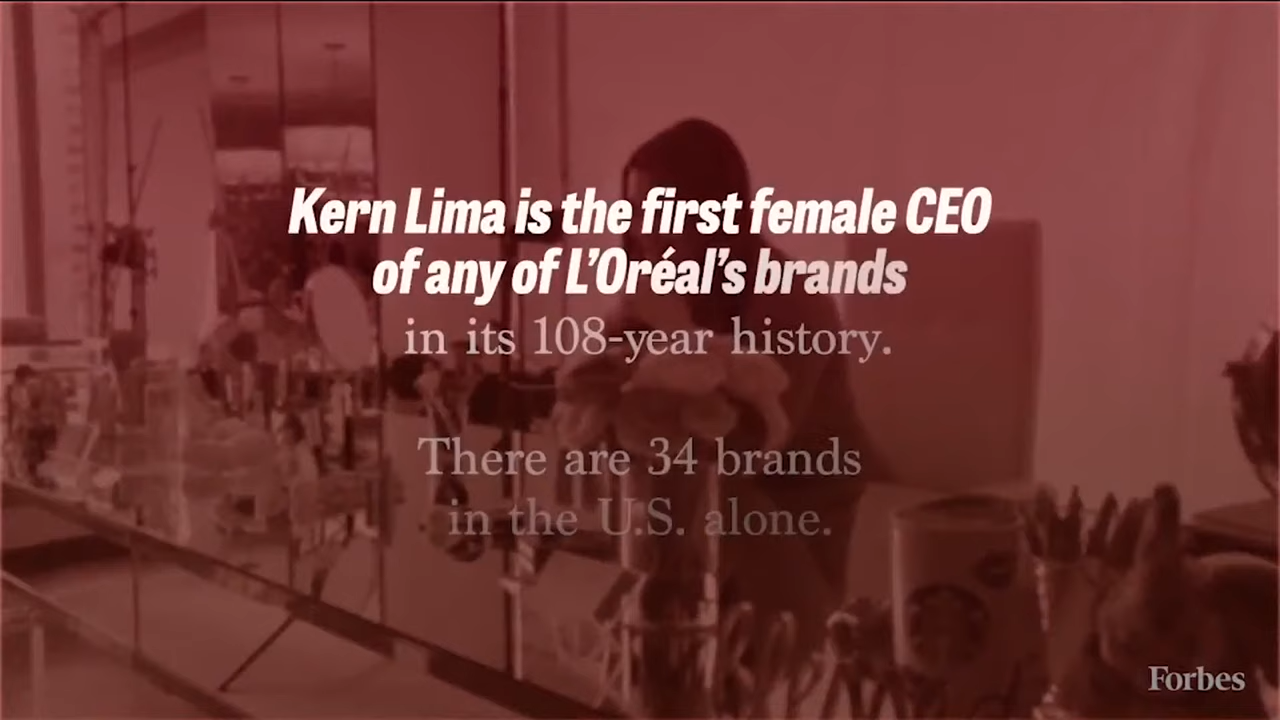 Kern Lima is the first female CEO
of any of L’Oréal’s brands
in its 108-year history.
There are 34 brands
in the U.S. alone.
Forbes